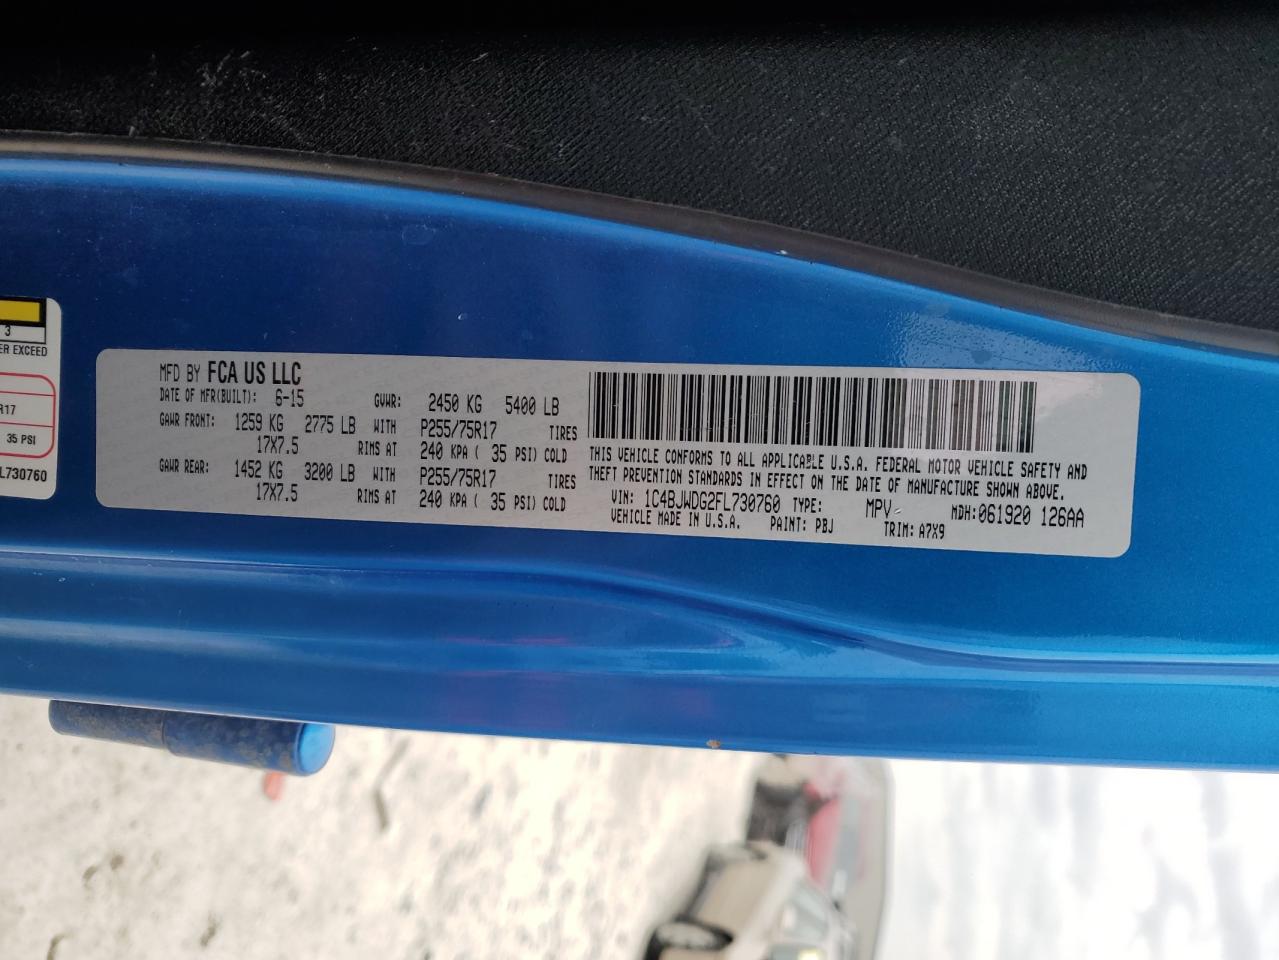 3
ER EXCEED
R17
35 PSI
L730760
MFD BY FCA US LLC
DATE OF MFR(BUILT): 6-15 GVWR: 2450 KG 5400 LB
GAWR FRONT: 1259 KG 2775 LB WITH P255/75R17 TIRES
17X7.5 RIMS AT 240 KPA ( 35 PSI) COLD
GAWR REAR: 1452 KG 3200 LB WITH P255/75R17 TIRES
17X7.5 RIMS AT 240 KPA ( 35 PSI) COLD
THIS VEHICLE CONFORMS TO ALL APPLICABLE U.S.A. FEDERAL MOTOR VEHICLE SAFETY AND
THEFT PREVENTION STANDARDS IN EFFECT ON THE DATE OF MANUFACTURE SHOWN ABOVE.
VIN: 1C4BJWDG2FL730760 TYPE: MPV MDH:061920 126AA
VEHICLE MADE IN U.S.A. PAINT: PBJ TRIM: A7X9